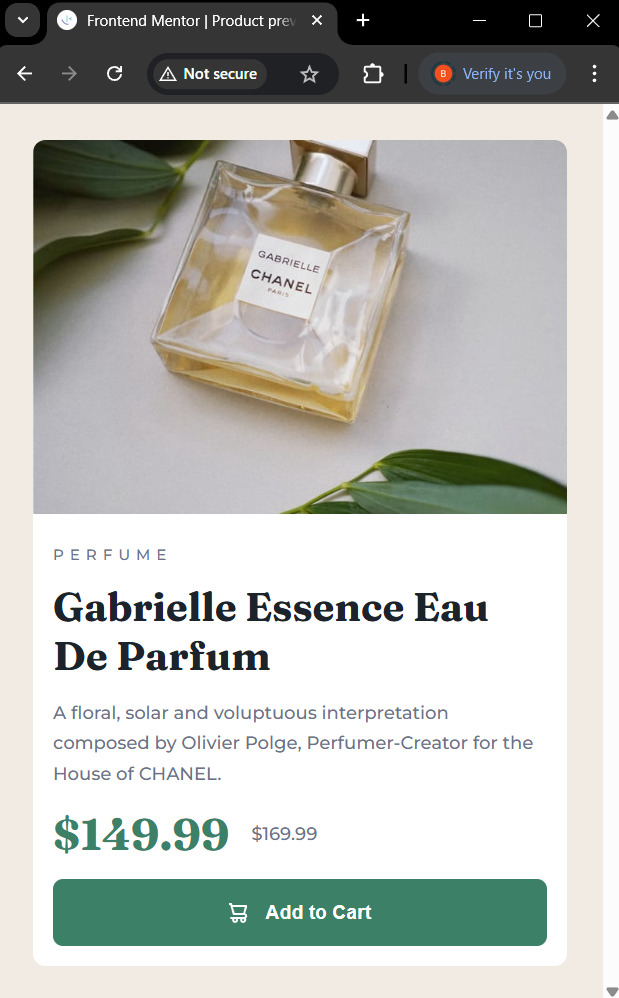 Frontend Mentor | Product prev
Not secure
B
Verify it's you
GABRIELLE
CHANEL
PARIS
PERFUME
Gabrielle Essence Eau
De Parfum
A floral, solar and voluptuous interpretation
composed by Olivier Polge, Perfumer-Creator for the
House of CHANEL.
$149.99 $169.99
Add to Cart